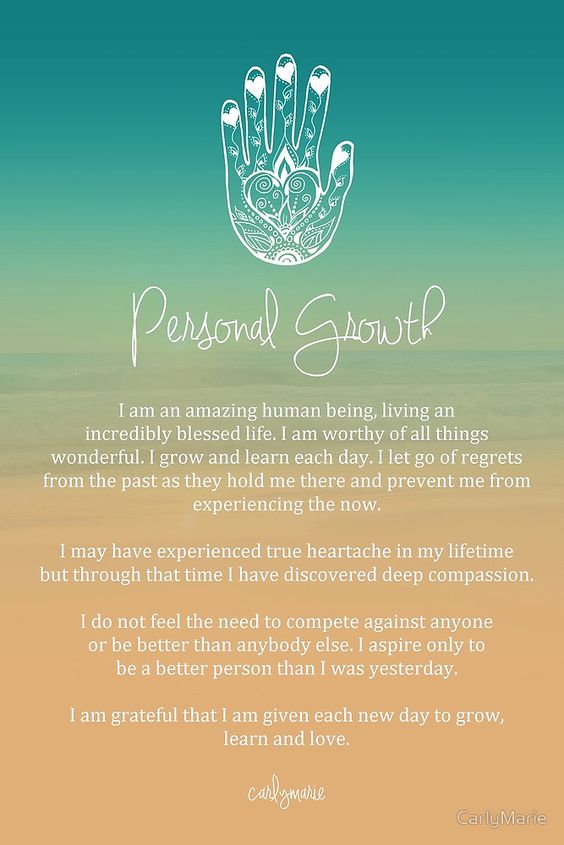 Personal Growth
I am an amazing human being, living an
incredibly blessed life. I am worthy of all things
wonderful. I grow and learn each day. I let go of regrets
from the past as they hold me there and prevent me from
experiencing the now.
I may have experienced true heartache in my lifetime
but through that time I have discovered deep compassion.
I do not feel the need to compete against anyone
or be better than anybody else. I aspire only to
be a better person than I was yesterday.
I am grateful that I am given each new day to grow,
learn and love.
carlymarie
CarlyMarie